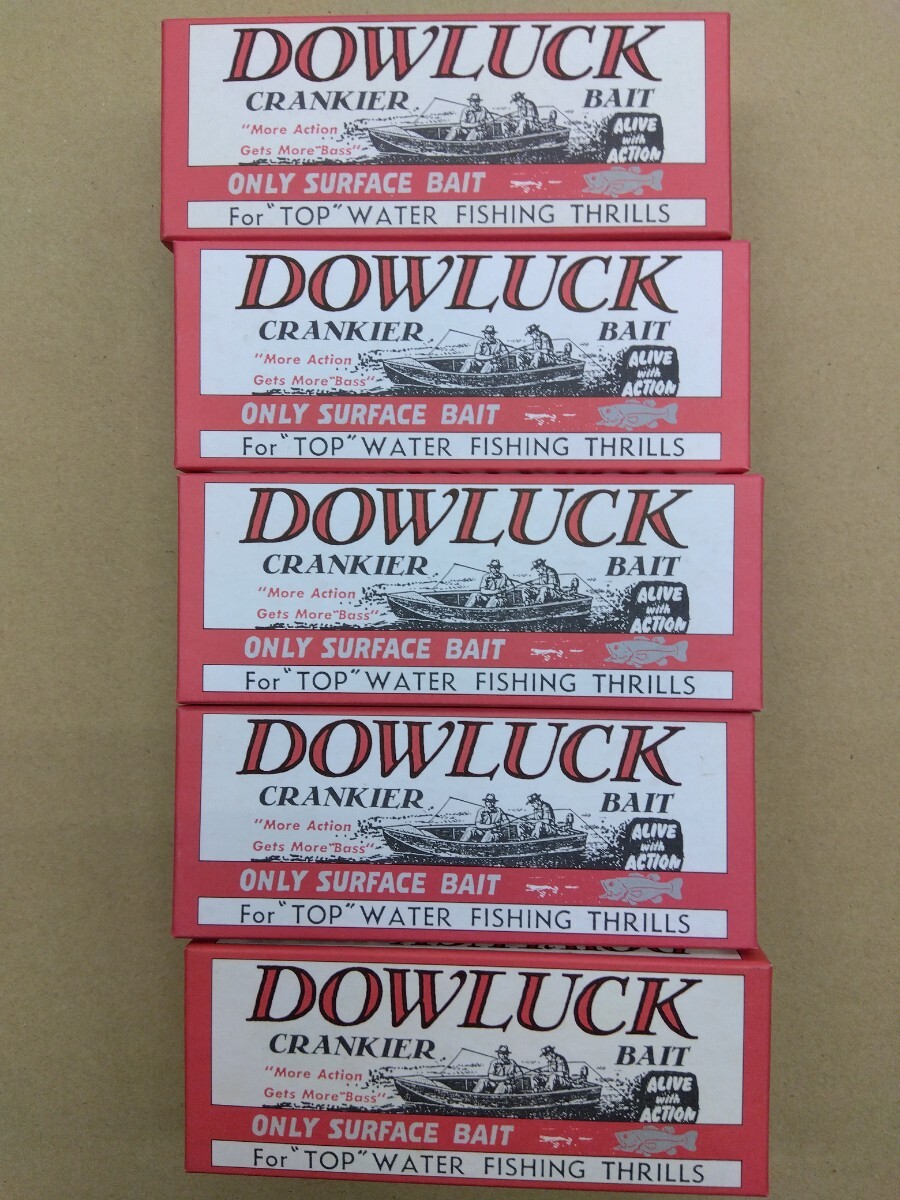 DOWLUCK
CRANKIER BAIT
"More Action
Gets More "Bass"
ALIVE
with
ACTION
ONLY SURFACE BAIT
For "TOP" WATER FISHING THRILLS
DOWLUCK
CRANKIER BAIT
"More Action
Gets More "Bass"
ALIVE
with
ACTION
ONLY SURFACE BAIT
For "TOP" WATER FISHING THRILLS
DOWLUCK
CRANKIER BAIT
"More Action
Gets More "Bass"
ALIVE
with
ACTION
ONLY SURFACE BAIT
For "TOP" WATER FISHING THRILLS
DOWLUCK
CRANKIER BAIT
"More Action
Gets More "Bass"
ALIVE
with
ACTION
ONLY SURFACE BAIT
For "TOP" WATER FISHING THRILLS
DOWLUCK
CRANKIER BAIT
"More Action
Gets More "Bass"
ALIVE
with
ACTION
ONLY SURFACE BAIT
For "TOP" WATER FISHING THRILLS